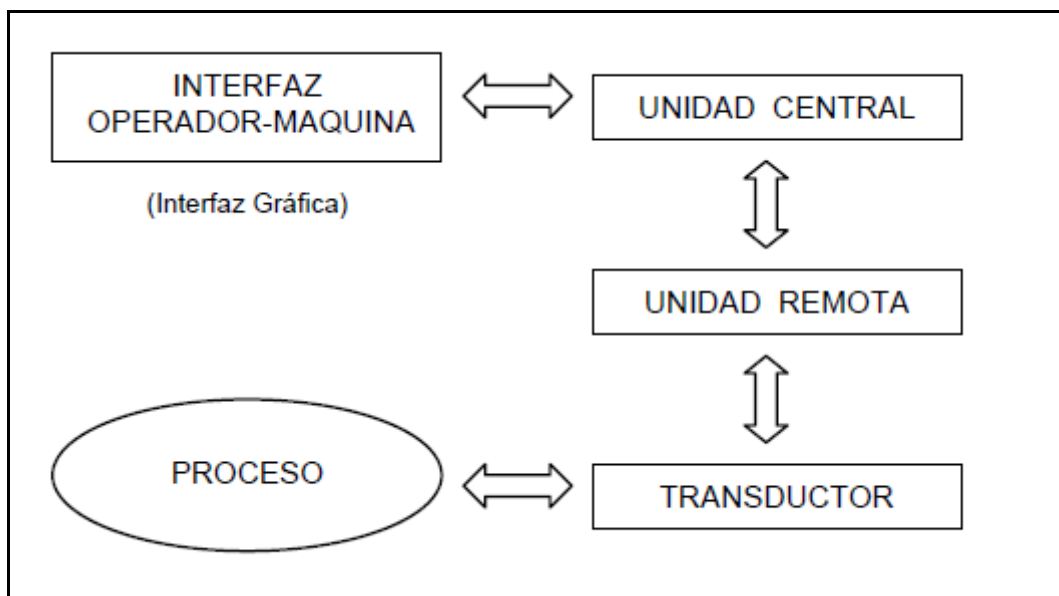 INTERFAZ
OPERADOR-MAQUINA
(Interfaz Gráfica)
UNIDAD CENTRAL
UNIDAD REMOTA
PROCESO
TRANSDUCTOR